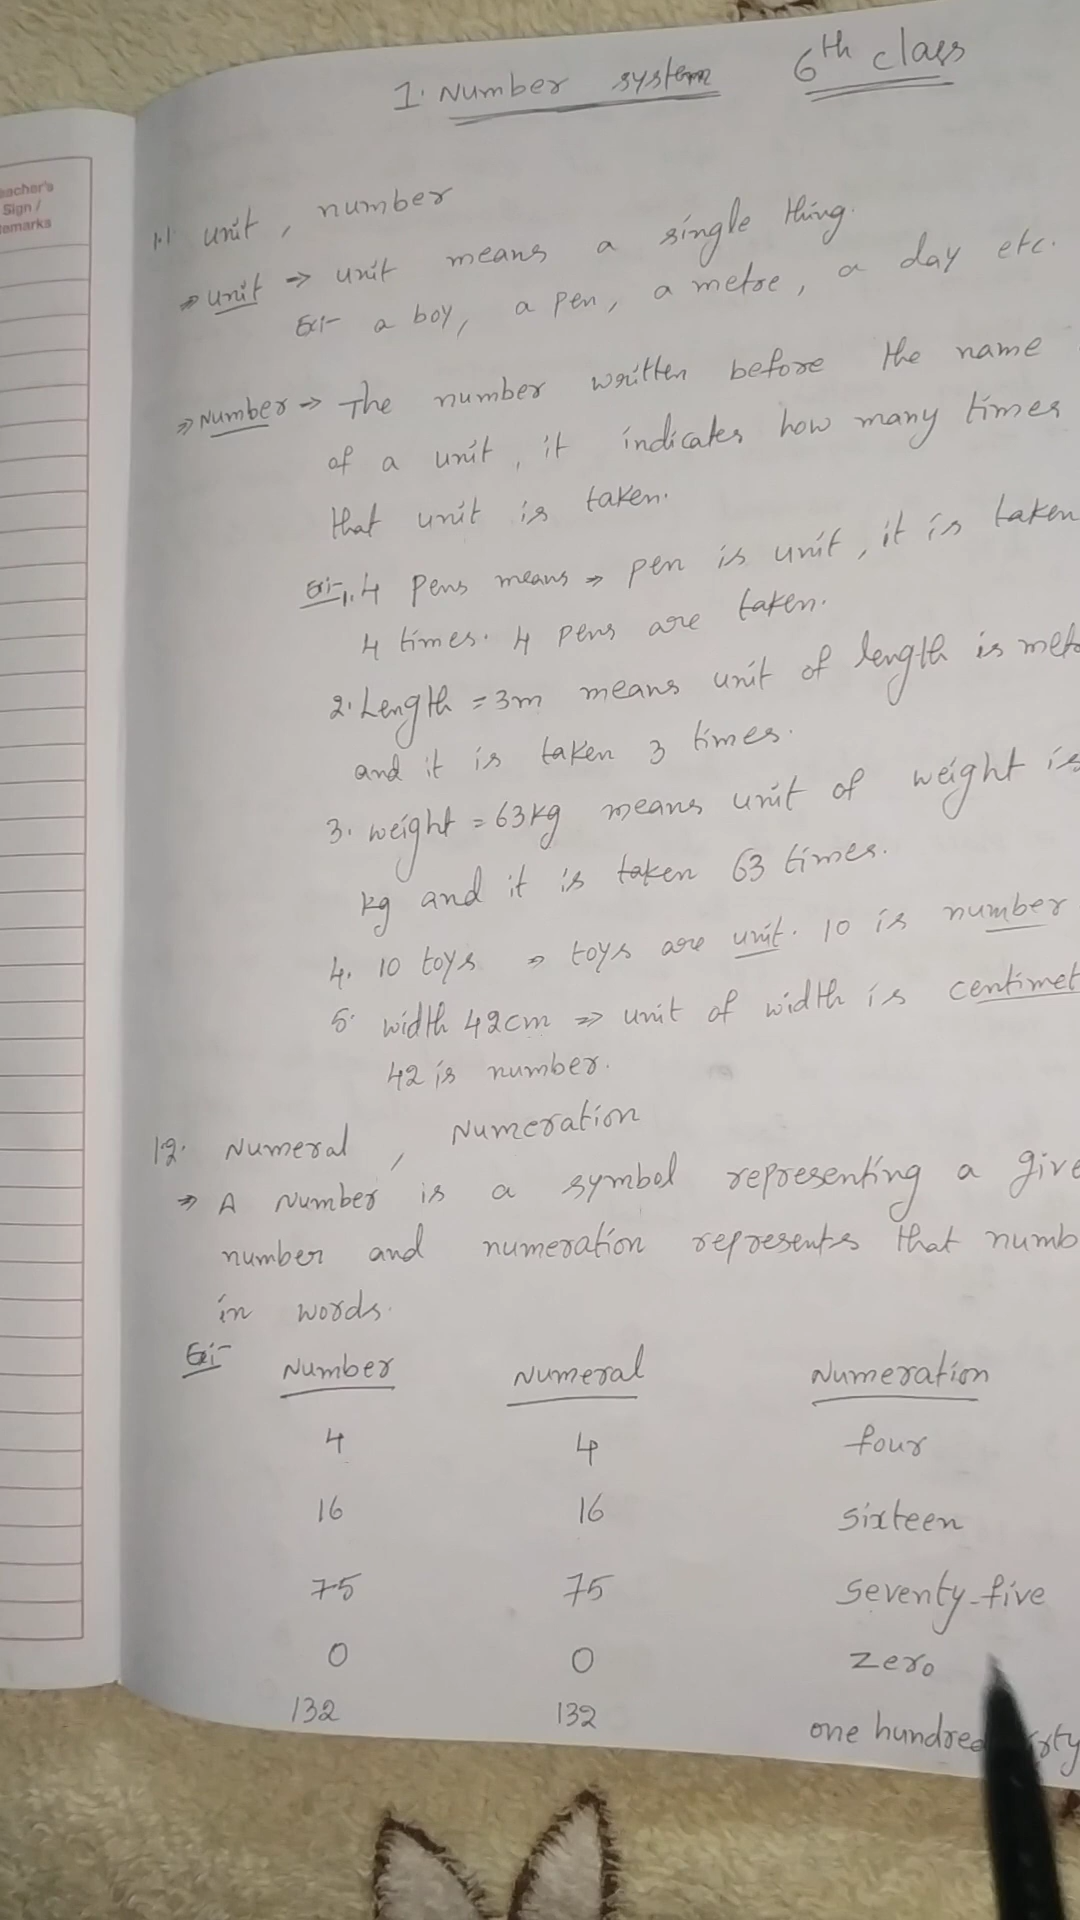 1. Number system 6th class
eacher's
Sign /
emarks
1.1 unit, number
⇒ unit → unit means a single thing.
Ex:- a boy, a pen, a metre, a day etc.
⇒ Number → The number written before the name
of a unit, it indicates how many times
that unit is taken.
Ex:- 1. 4 pens means ⇒ pen is unit, it is taken
4 times. 4 pens are taken.
2. Length = 3m means unit of length is met
and it is taken 3 times.
3. weight = 63kg means unit of weight is
kg and it is taken 63 times.
4. 10 toys ⇒ toys are unit. 10 is number
5. width 42cm ⇒ unit of width is centimet
42 is number.
1.2. Numeral, Numeration
⇒ A Number is a symbol representing a give
number and numeration represents that numb
in words.
Ex:-
Number Numeral Numeration
4 4 four
16 16 sixteen
75 75 seventy-five
0 0 zero
132 132 one hundred